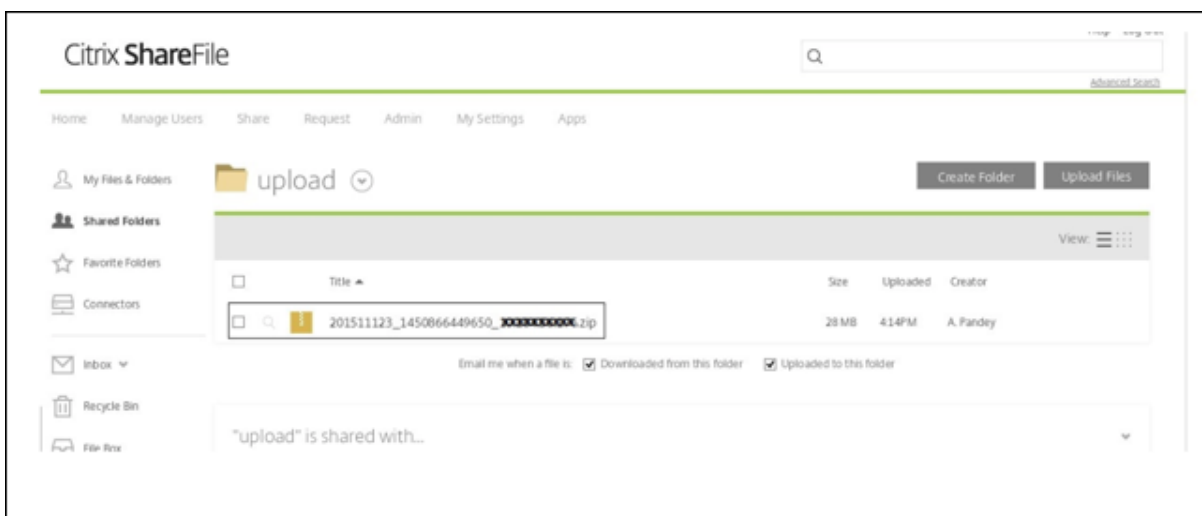 Citrix ShareFile
Advanced Search
Home Manage Users Share Request Admin My Settings Apps
My Files & Folders
Shared Folders
Favorite Folders
Connectors
Inbox
Recycle Bin
File Box
upload
Create Folder Upload Files
View:
Title Size Uploaded Creator
201511123_1450866449650_ .zip 28 MB 4:14PM A. Pandey
Email me when a file is: Downloaded from this folder Uploaded to this folder
"upload" is shared with...